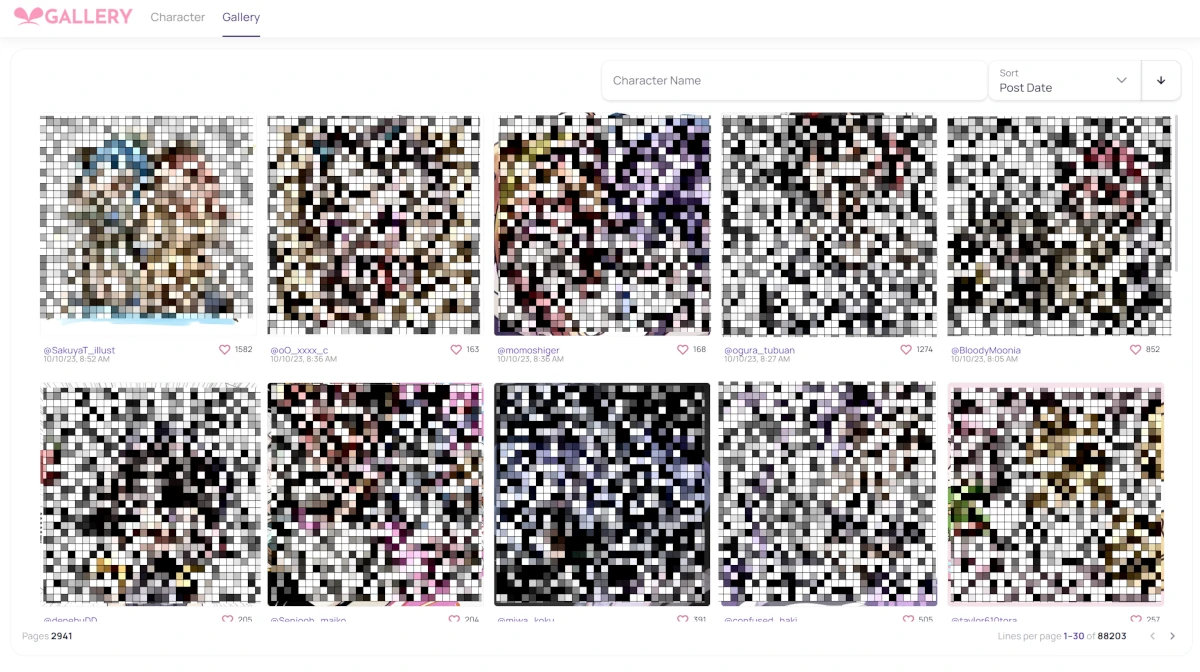 GALLERY Character Gallery
Character Name
Sort
Post Date
@SakuyaT_illust 1582
10/10/23, 8:52 AM
@oO_xxxx_c 163
10/10/23, 8:36 AM
@momoshiger 168
10/10/23, 8:36 AM
@ogura_tubuan 1274
10/10/23, 8:27 AM
@BloodyMoonia 852
10/10/23, 8:05 AM
@denebuDD 205
@Senjogh_maiko 204
@miwa_koku 391
@confused_haki 505
@taylor610tora 257
Pages 2941
Lines per page 1–30 of 88203